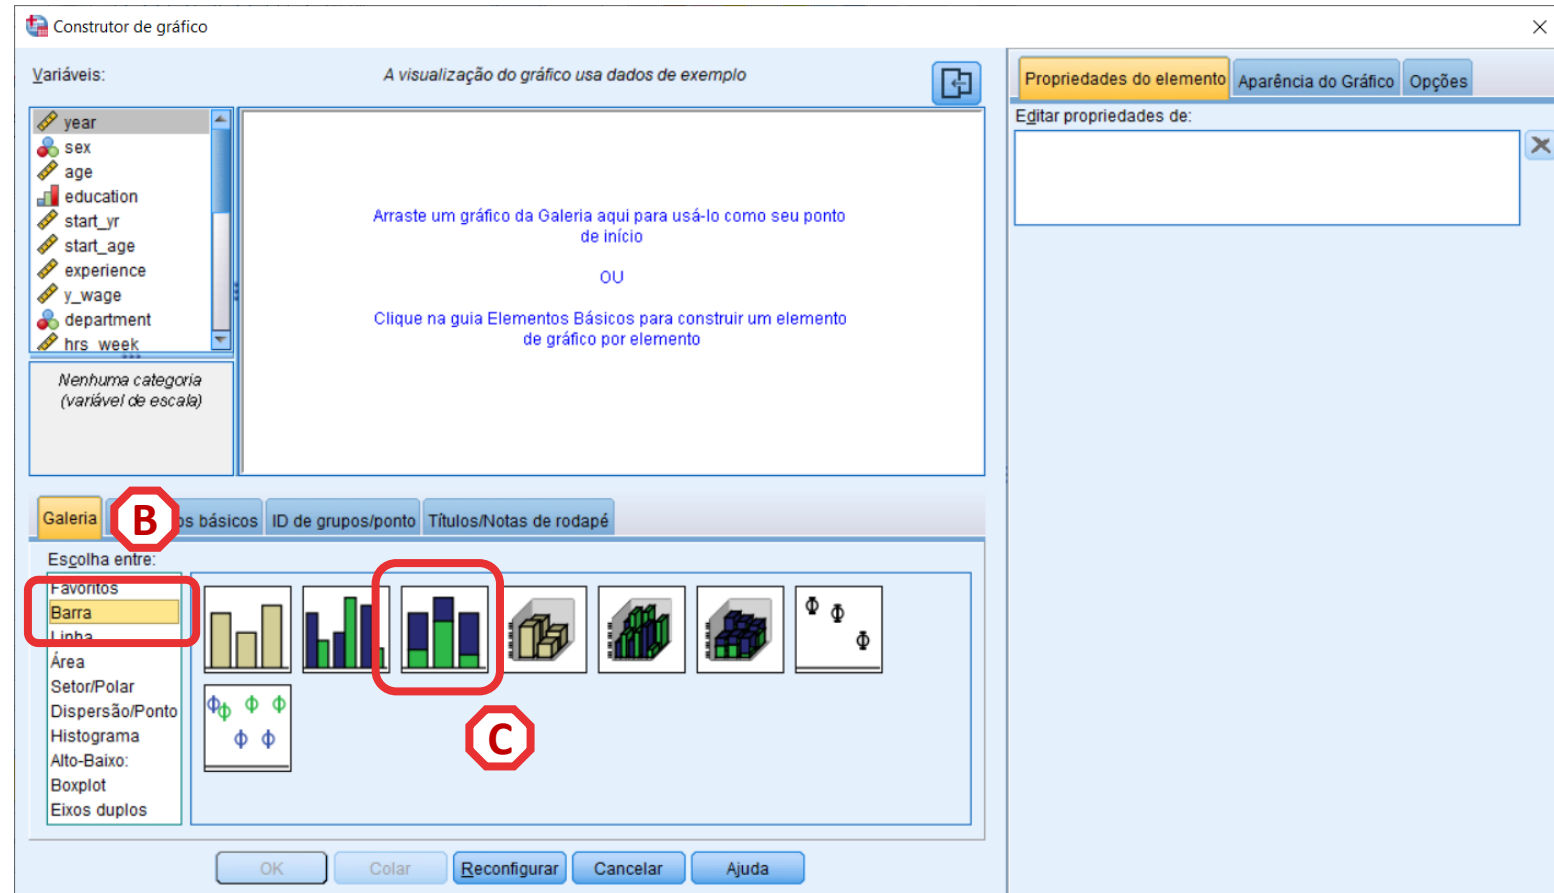 Construtor de gráfico
Variáveis:
A visualização do gráfico usa dados de exemplo
year
sex
age
education
start_yr
start_age
experience
y_wage
department
hrs_week
Nenhuma categoria
(variável de escala)
Arraste um gráfico da Galeria aqui para usá-lo como seu ponto
de início
OU
Clique na guia Elementos Básicos para construir um elemento
de gráfico por elemento
Propriedades do elemento
Aparência do Gráfico
Opções
Editar propriedades de:
Galeria
B
os básicos
ID de grupos/ponto
Títulos/Notas de rodapé
Escolha entre:
Favoritos
Barra
Linha
Área
Setor/Polar
Dispersão/Ponto
Histograma
Alto-Baixo:
Boxplot
Eixos duplos
C
OK
Colar
Reconfigurar
Cancelar
Ajuda